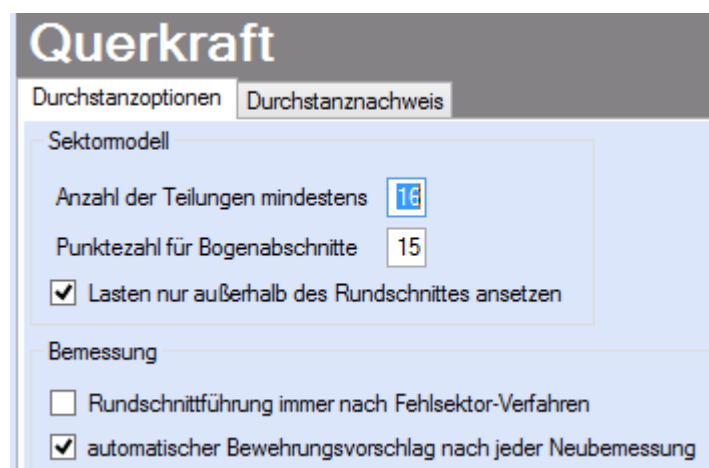 Querkraft
Durchstanzoptionen Durchstanznachweis
Sektormodell
Anzahl der Teilungen mindestens 16
Punktezahl für Bogenabschnitte 15
Lasten nur außerhalb des Rundschnittes ansetzen
Bemessung
Rundschnittführung immer nach Fehlsektor-Verfahren
automatischer Bewehrungsvorschlag nach jeder Neubemessung